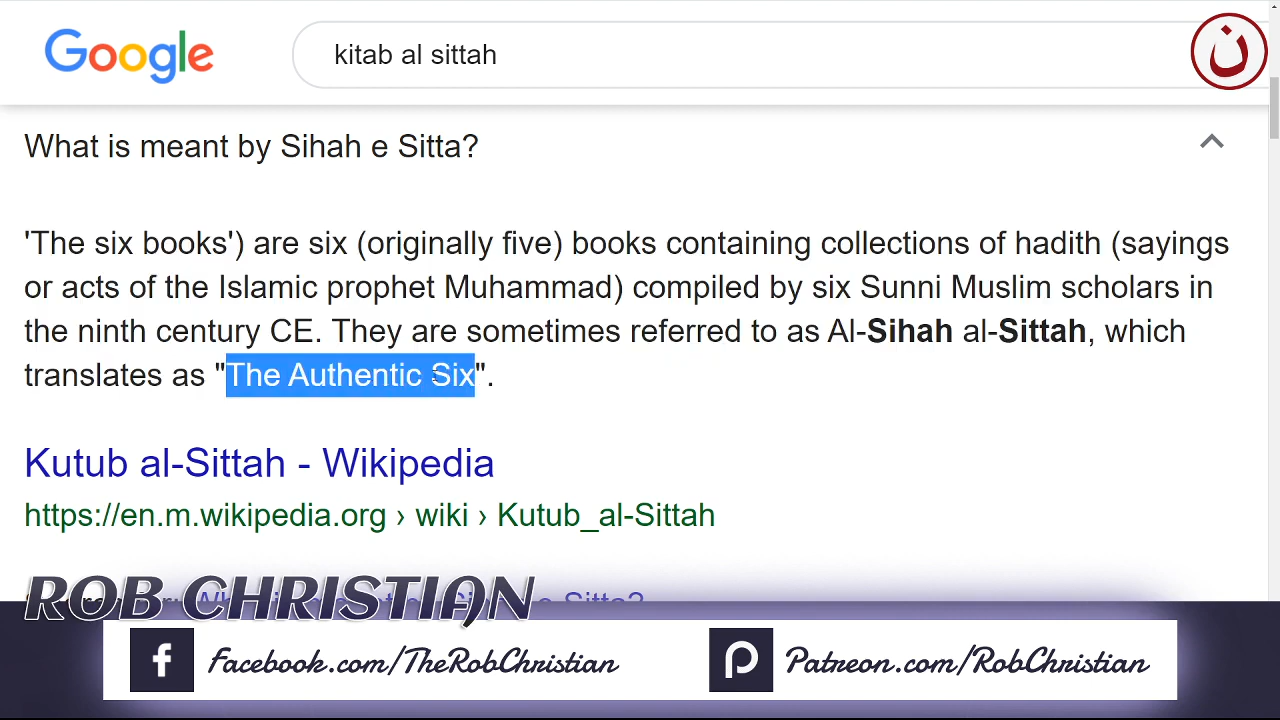 Google
kitab al sittah
ن
What is meant by Sihah e Sitta?
'The six books') are six (originally five) books containing collections of hadith (sayings
or acts of the Islamic prophet Muhammad) compiled by six Sunni Muslim scholars in
the ninth century CE. They are sometimes referred to as Al-Sihah al-Sittah, which
translates as "The Authentic Six".
Kutub al-Sittah - Wikipedia
https://en.m.wikipedia.org › wiki › Kutub_al-Sittah
ROB CHRISTIAN
Facebook.com/TheRobChristian
Patreon.com/RobChristian